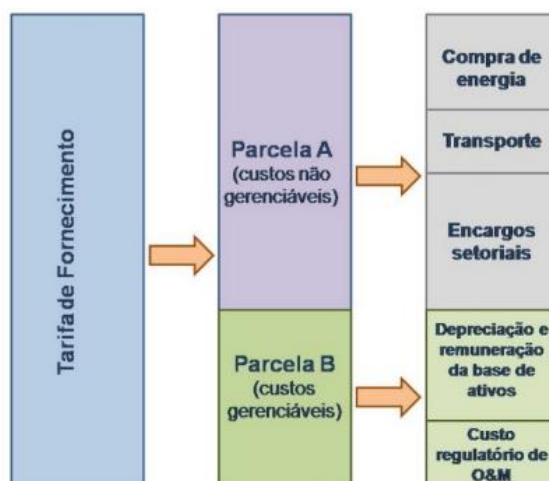 Tarifa de Fornecimento
Parcela A
(custos não
gerenciáveis)
Parcela B
(custos
gerenciáveis)
Compra de
energia
Transporte
Encargos
setoriais
Depreciação e
remuneração
da base de
ativos
Custo
regulatório de
O&M